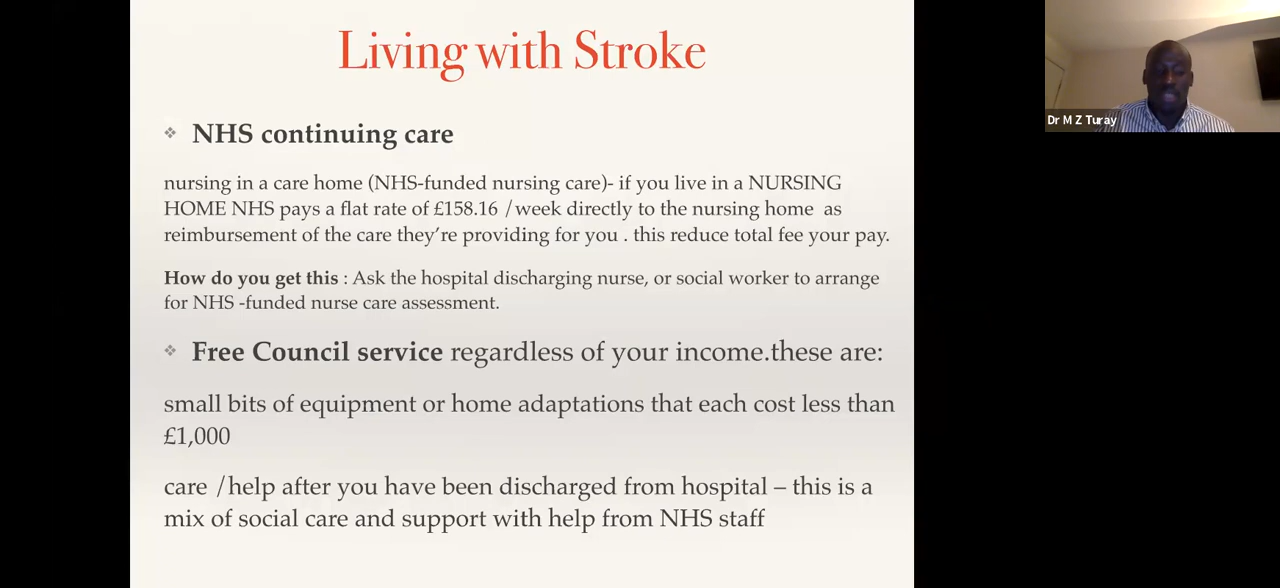 Living with Stroke
NHS continuing care
nursing in a care home (NHS-funded nursing care)- if you live in a NURSING
HOME NHS pays a flat rate of £158.16 /week directly to the nursing home as
reimbursement of the care they're providing for you . this reduce total fee your pay.
How do you get this : Ask the hospital discharging nurse, or social worker to arrange
for NHS -funded nurse care assessment.
Free Council service regardless of your income.these are:
small bits of equipment or home adaptations that each cost less than
£1,000
care /help after you have been discharged from hospital – this is a
mix of social care and support with help from NHS staff
Dr M Z Turay